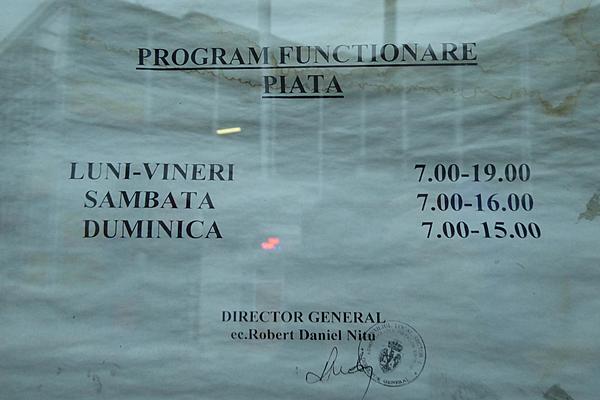 PROGRAM FUNCTIONARE
PIATA
LUNI-VINERI 7.00-19.00
SAMBATA 7.00-16.00
DUMINICA 7.00-15.00
DIRECTOR GENERAL
ec.Robert Daniel Nitu
GENERAL